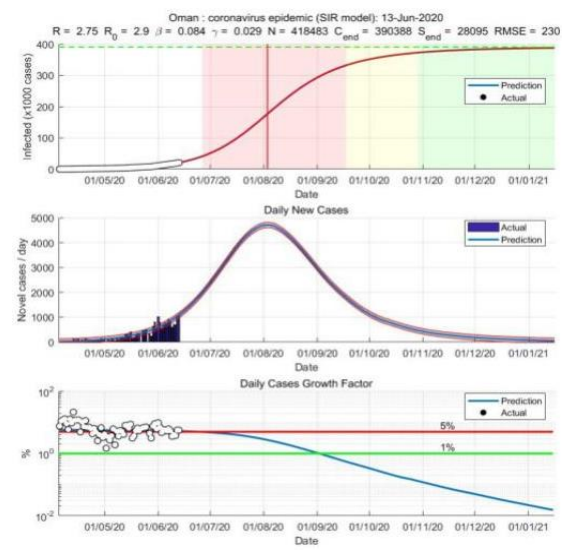 Oman : coronavirus epidemic (SIR model): 13-Jun-2020
R = 2.75 R0 = 2.9 β = 0.084 γ = 0.029 N = 418483 Cend = 390388 Send = 28095 RMSE = 230
400
300
200
100
0
Infected (x1000 cases)
Prediction
Actual
01/05/20 01/06/20 01/07/20 01/08/20 01/09/20 01/10/20 01/11/20 01/12/20 01/01/21
Date
Daily New Cases
5000
4000
3000
2000
1000
0
Novel cases / day
Actual
Prediction
01/05/20 01/06/20 01/07/20 01/08/20 01/09/20 01/10/20 01/11/20 01/12/20 01/01/21
Date
Daily Cases Growth Factor
10^2
10^0
10^-2
%
Prediction
Actual
5%
1%
01/05/20 01/06/20 01/07/20 01/08/20 01/09/20 01/10/20 01/11/20 01/12/20 01/01/21
Date